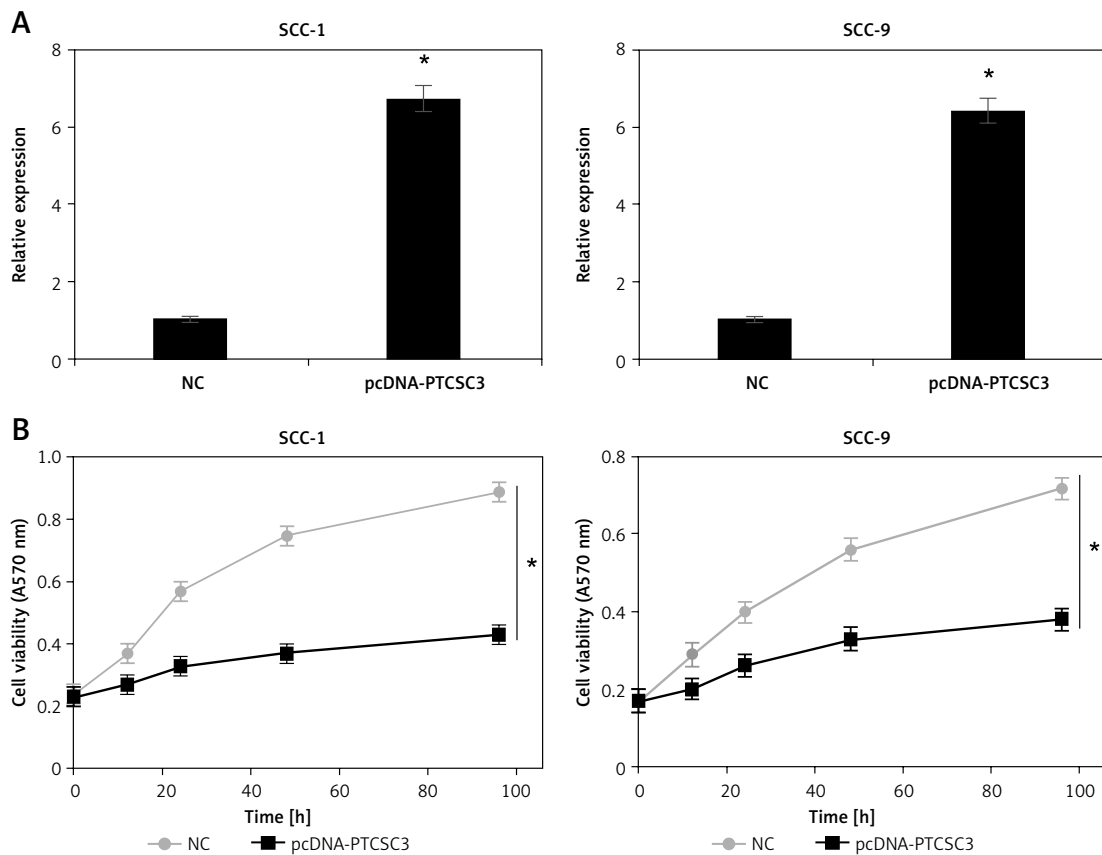 A
SCC-1
SCC-9
Relative expression
8
6
4
2
0
NC
pcDNA-PTCSC3
*
Relative expression
8
6
4
2
0
NC
pcDNA-PTCSC3
*
B
SCC-1
SCC-9
Cell viability (A570 nm)
1.0
0.8
0.6
0.4
0.2
0
0 20 40 60 80 100
Time [h]
NC pcDNA-PTCSC3
*
Cell viability (A570 nm)
0.8
0.6
0.4
0.2
0
0 20 40 60 80 100
Time [h]
NC pcDNA-PTCSC3
*